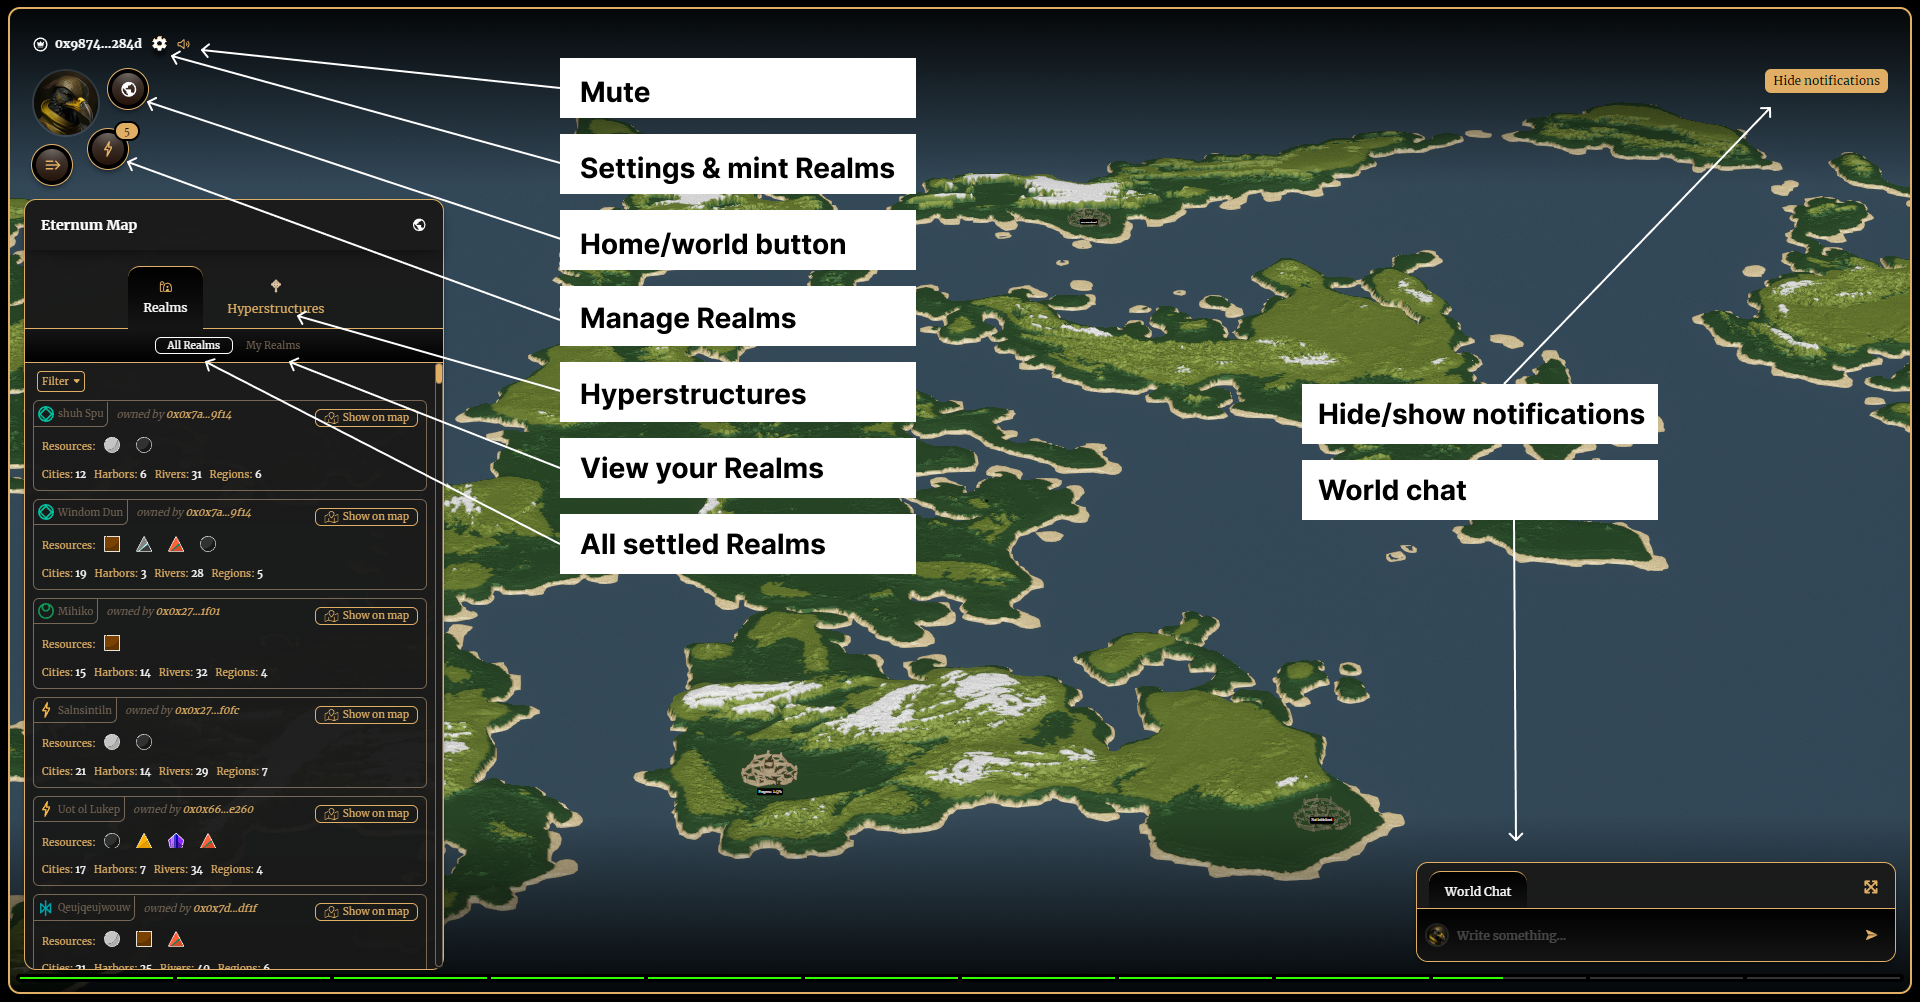 0x9874...284d
5
Hide notifications
Mute
Settings & mint Realms
Home/world button
Manage Realms
Hyperstructures
View your Realms
All settled Realms
Hide/show notifications
World chat
Eternum Map
Realms
Hyperstructures
All Realms
My Realms
Filter
shuh Spu
owned by 0x0x7a...9f14
Show on map
Resources:
Cities: 12 Harbors: 6 Rivers: 31 Regions: 6
Windom Dun
owned by 0x0x7a...9f14
Show on map
Resources:
Cities: 19 Harbors: 3 Rivers: 28 Regions: 5
Mihiko
owned by 0x0x27...1f01
Show on map
Resources:
Cities: 15 Harbors: 14 Rivers: 32 Regions: 4
Salnsintiln
owned by 0x0x27...f0fc
Show on map
Resources:
Cities: 21 Harbors: 14 Rivers: 29 Regions: 7
Uot ol Lukep
owned by 0x0x66...e260
Show on map
Resources:
Cities: 17 Harbors: 7 Rivers: 34 Regions: 4
Qeujqeujwouw
owned by 0x0x7d...df1f
Show on map
Resources:
Cities: 21 Harbors: 25 Rivers: 40 Regions: 6
World Chat
Write something...